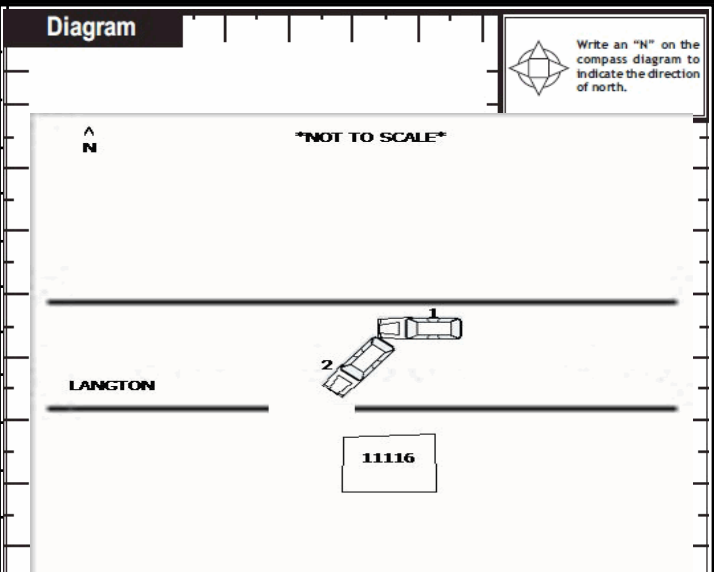 Diagram
Write an “N” on the
compass diagram to
indicate the direction
of north.
^
N
*NOT TO SCALE*
1
2
LANGTON
11116